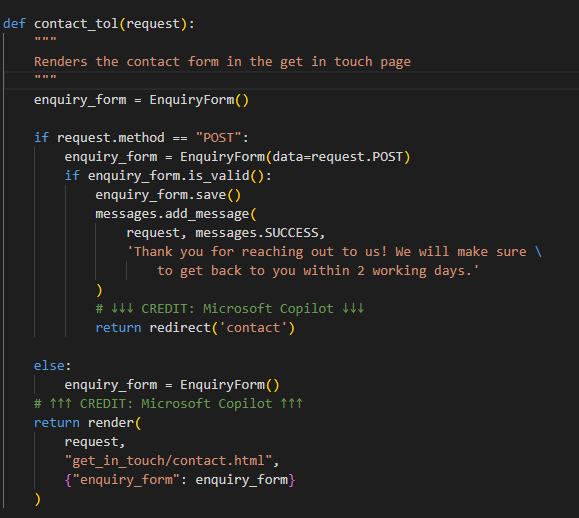 def contact_tol(request):
    """
    Renders the contact form in the get in touch page
    """
    enquiry_form = EnquiryForm()

    if request.method == "POST":
        enquiry_form = EnquiryForm(data=request.POST)
        if enquiry_form.is_valid():
            enquiry_form.save()
            messages.add_message(
                request, messages.SUCCESS,
                'Thank you for reaching out to us! We will make sure \
                    to get back to you within 2 working days.'
            )
            # ↓↓↓ CREDIT: Microsoft Copilot ↓↓↓
            return redirect('contact')

    else:
        enquiry_form = EnquiryForm()
    # ↑↑↑ CREDIT: Microsoft Copilot ↑↑↑
    return render(
        request,
        "get_in_touch/contact.html",
        {"enquiry_form": enquiry_form}
    )